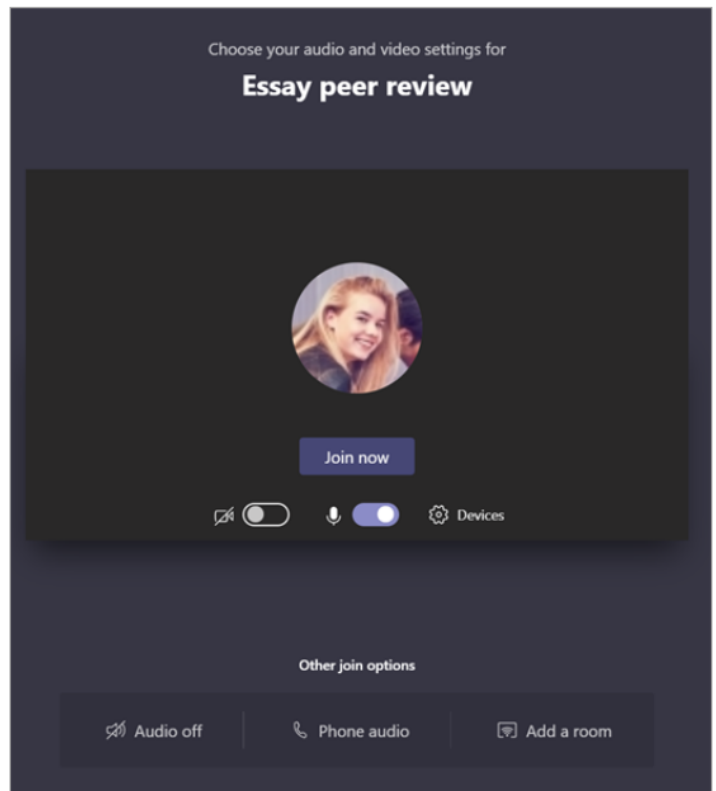 Choose your audio and video settings for
Essay peer review
Join now
Devices
Other join options
Audio off
Phone audio
Add a room